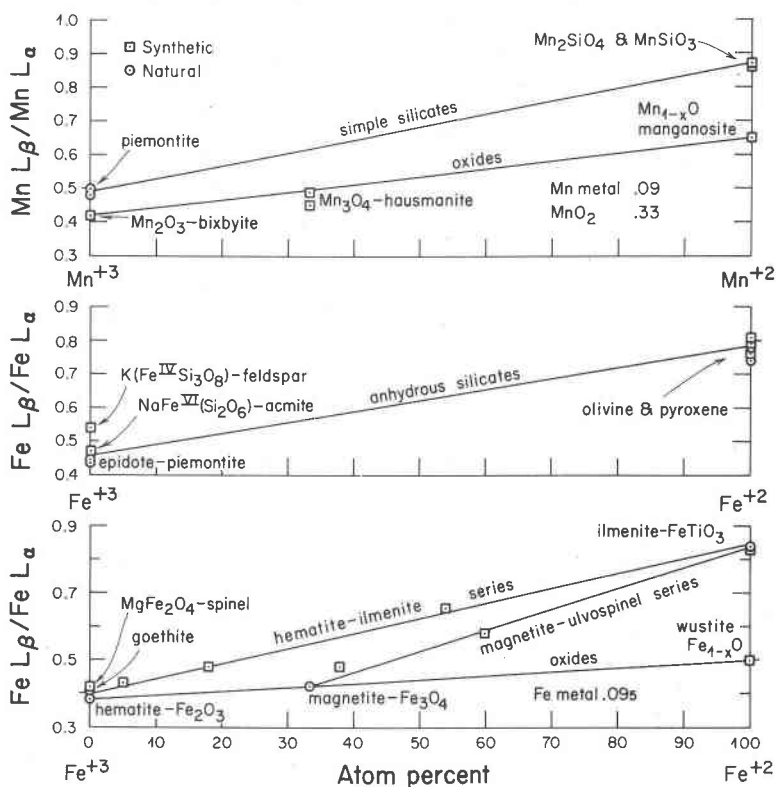 1.0
Mn Lβ/Mn Lα
0.9
0.8
0.7
0.6
0.5
0.4
0.3
Synthetic
Natural
Mn2SiO4 & MnSiO3
simple silicates
piemontite
Mn1-xO
manganosite
oxides
Mn3O4-hausmanite
Mn2O3-bixbyite
Mn metal .09
MnO2 .33
Mn+3
Mn+2
Fe Lβ/Fe Lα
0.9
0.8
0.7
0.6
0.5
0.4
K(FeIVSi3O8)-feldspar
NaFeVI(Si2O6)-acmite
epidote-piemontite
anhydrous silicates
olivine & pyroxene
Fe+3
Fe+2
Fe Lβ/Fe Lα
0.9
0.7
0.5
0.3
ilmenite-FeTiO3
MgFe2O4-spinel
goethite
hematite-ilmenite series
magnetite-ulvospinel series
wustite
Fe1-xO
oxides
hematite-Fe2O3
magnetite-Fe3O4
Fe metal .095
0 10 20 30 40 50 60 70 80 90 100
Fe+3
Atom percent
Fe+2